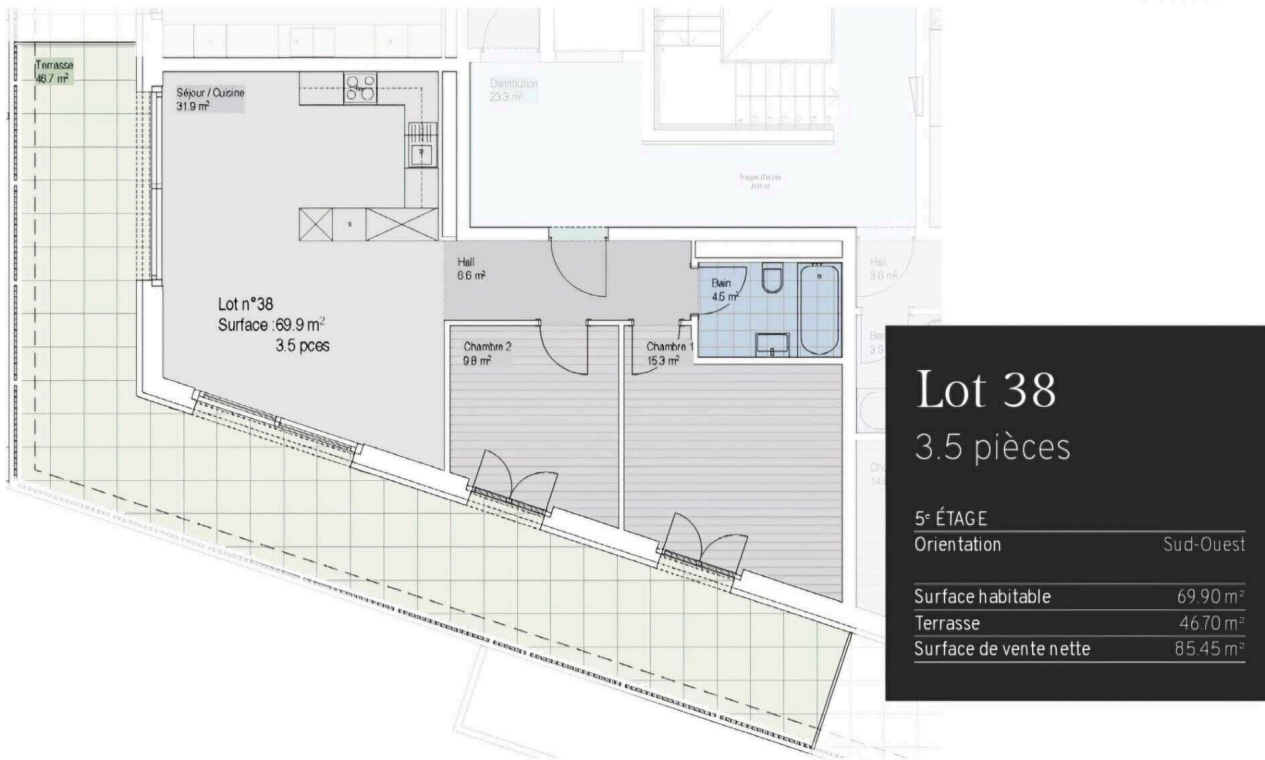 Terrasse
46.7 m²
Séjour / Cuisine
31.9 m²
Distribution
23.3 m²
Hall
6.6 m²
Bain
4.5 m²
Hall
3.0 m²
Lot n°38
Surface :69.9 m²
3.5 pces
Chambre 2
9.8 m²
Chambre 1
15.3 m²
Lot 38
3.5 pièces
5ᵉ ÉTAGE
Orientation Sud-Ouest
Surface habitable 69.90 m²
Terrasse 46.70 m²
Surface de vente nette 85.45 m²